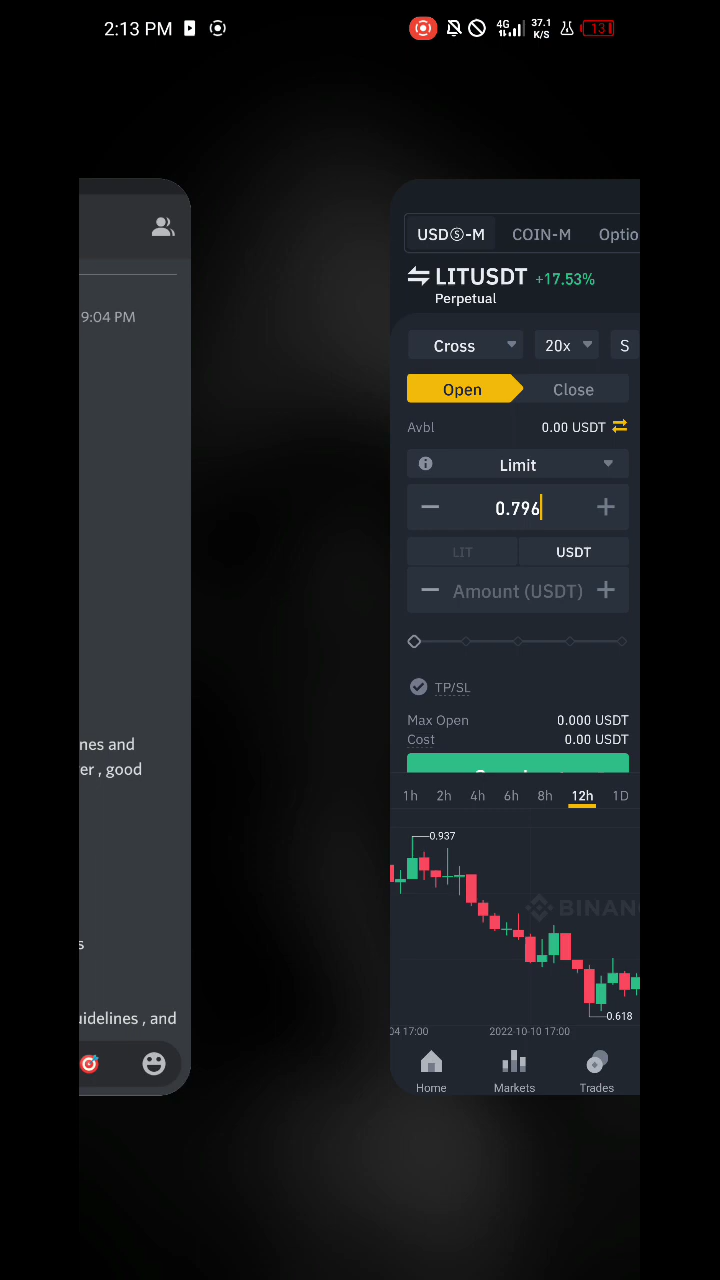 2:13 PM
4G
37.1
K/S
13
9:04 PM
nes and
er , good
s
uidelines , and
USDⓈ-M COIN-M Optio
LITUSDT +17.53%
Perpetual
Cross 20x S
Open Close
Avbl 0.00 USDT
Limit
0.796
LIT USDT
Amount (USDT)
TP/SL
Max Open 0.000 USDT
Cost 0.00 USDT
1h 2h 4h 6h 8h 12h 1D
0.937
BINAN
0.618
04 17:00 2022-10-10 17:00
Home Markets Trades